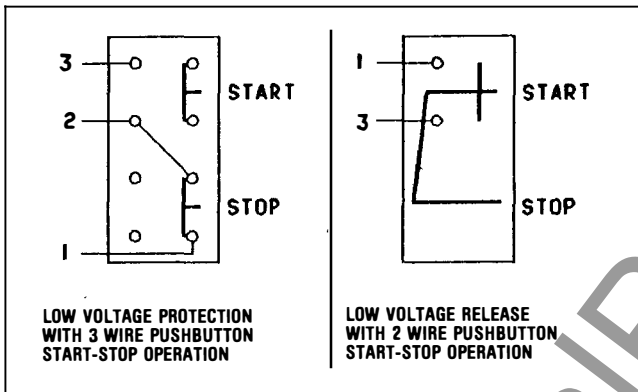 3
START
2
STOP
1
LOW VOLTAGE PROTECTION
WITH 3 WIRE PUSHBUTTON
START-STOP OPERATION
1
START
3
STOP
LOW VOLTAGE RELEASE
WITH 2 WIRE PUSHBUTTON
START-STOP OPERATION